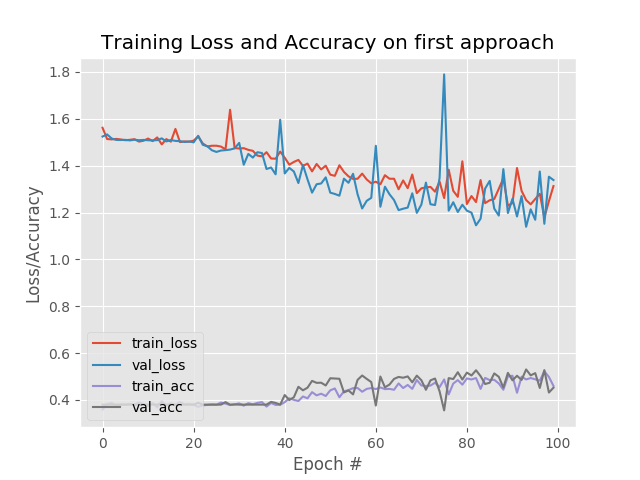 Training Loss and Accuracy on first approach
1.8
1.6
1.4
1.2
1.0
0.8
0.6
0.4
Loss/Accuracy
train_loss
val_loss
train_acc
val_acc
0 20 40 60 80 100
Epoch #